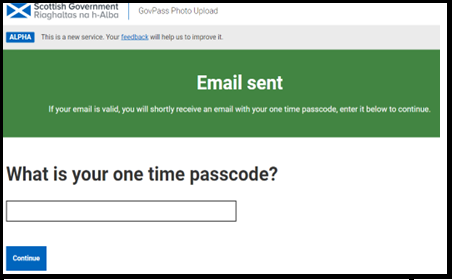 Scottish Government
Riaghaltas na h-Alba
GovPass Photo Upload
ALPHA This is a new service. Your feedback will help us to improve it.
Email sent
If your email is valid, you will shortly receive an email with your one time passcode, enter it below to continue.
What is your one time passcode?
Continue